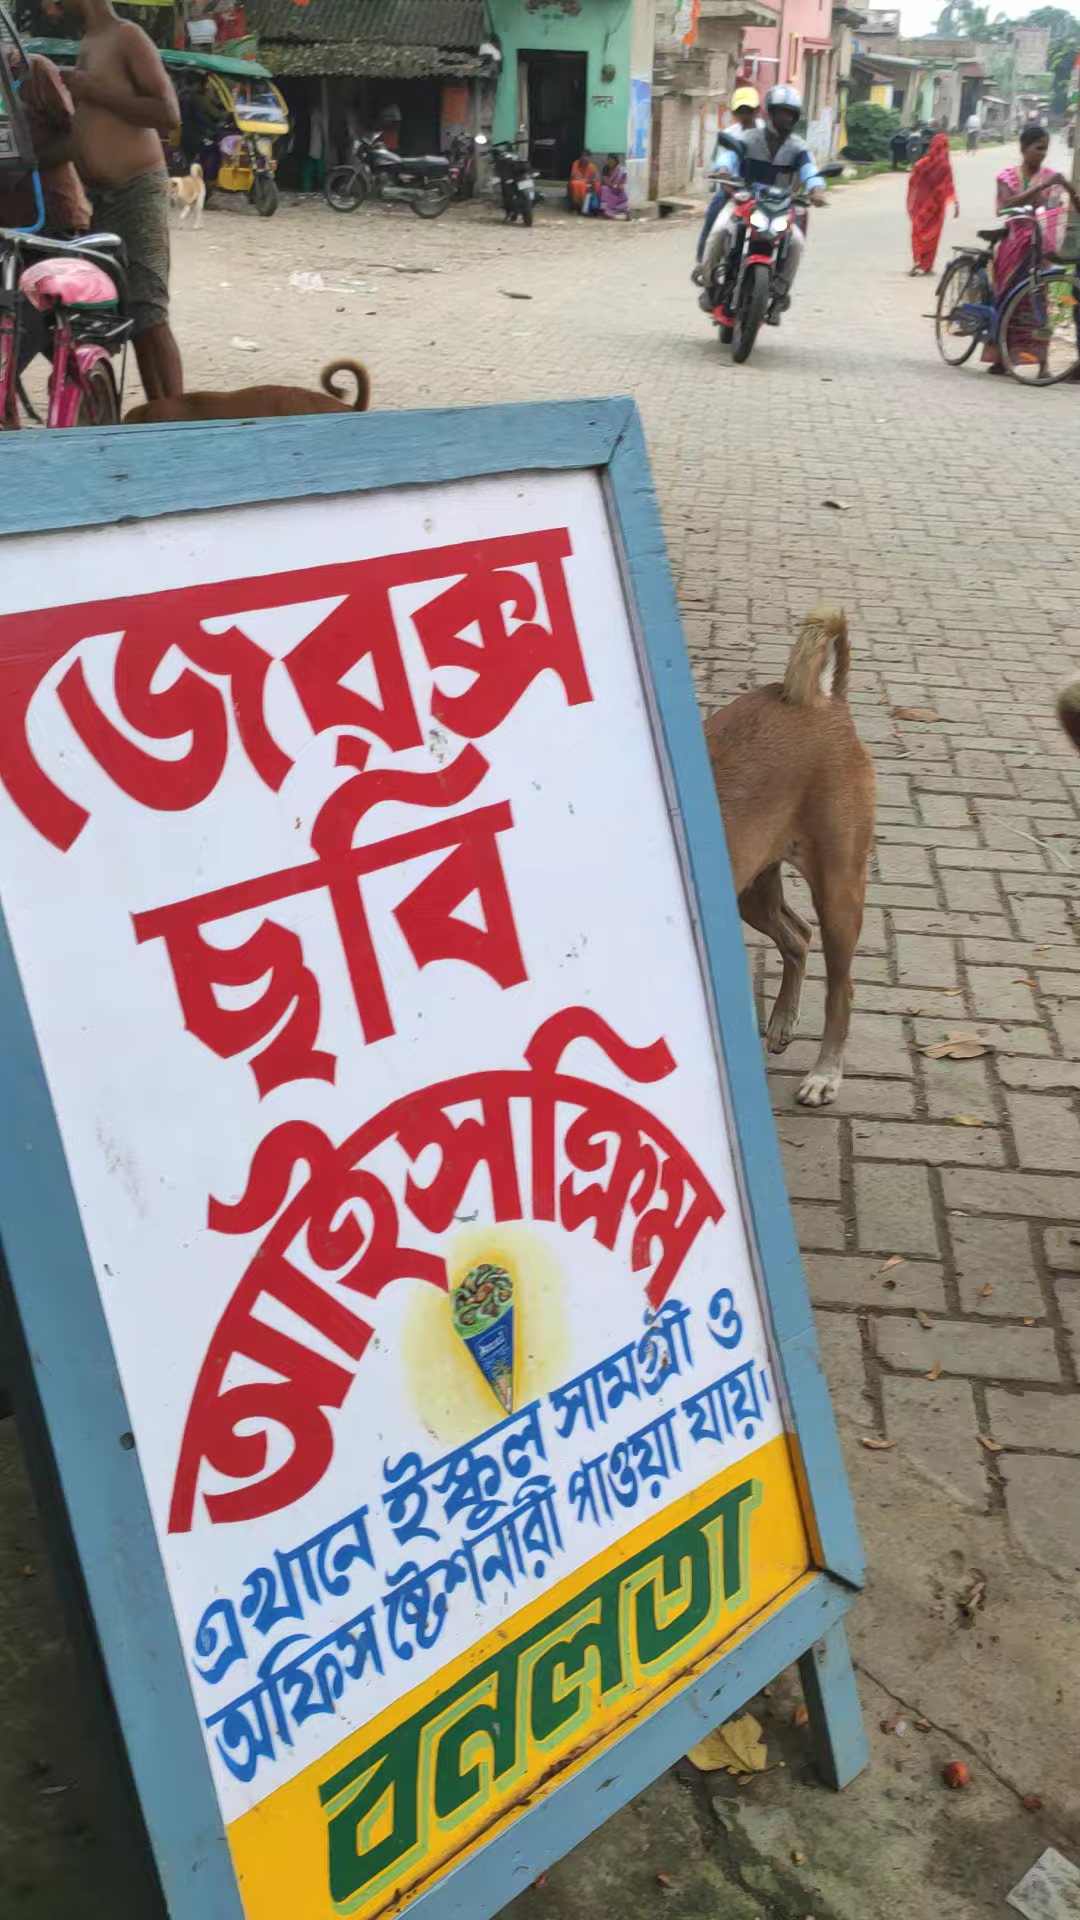 জেরক্স
ছবি
আইসক্রিম
এখানে ইস্কুল সামগ্রী ও
অফিস ষ্টেশনারী পাওয়া যায়।
বনলতা